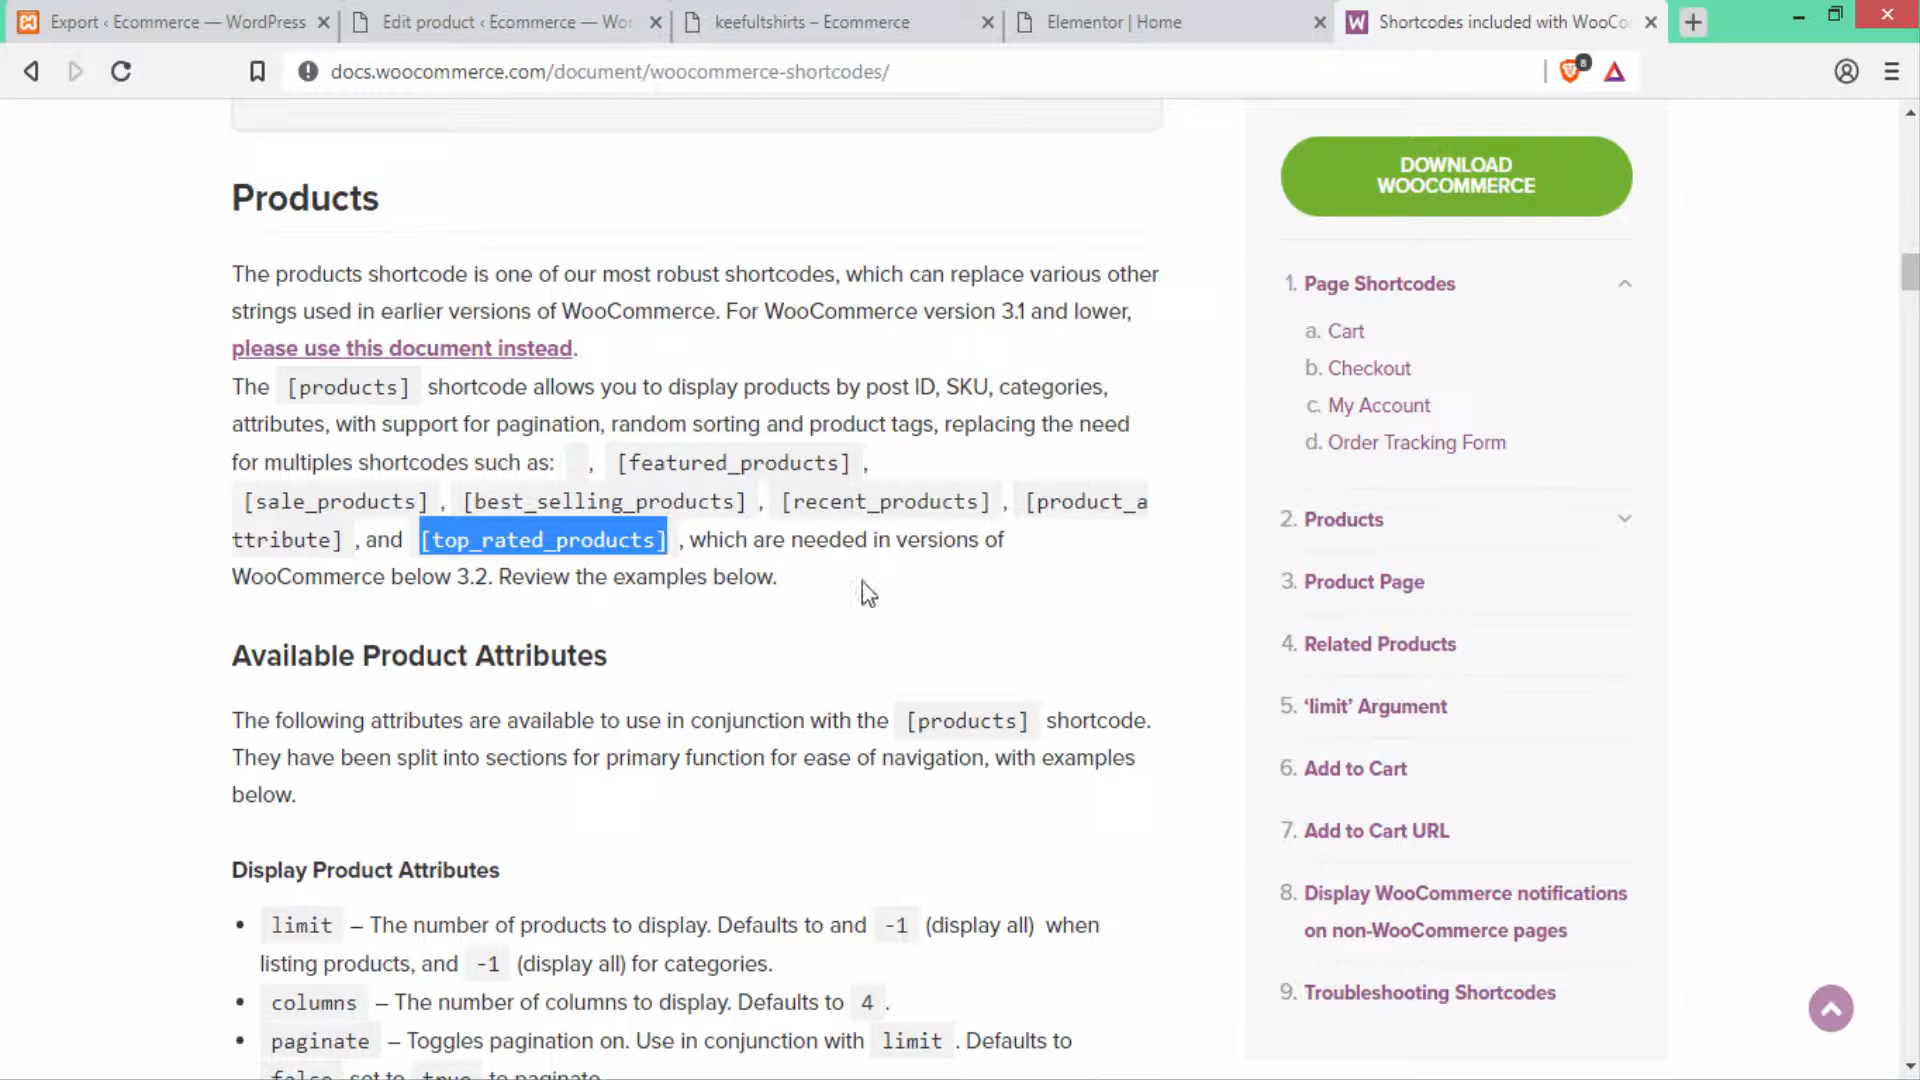 Export ‹ Ecommerce — WordPress
Edit product ‹ Ecommerce — Wo
keefultshirts – Ecommerce
Elementor | Home
Shortcodes included with WooCo
docs.woocommerce.com/document/woocommerce-shortcodes/
8
Products
The products shortcode is one of our most robust shortcodes, which can replace various other
strings used in earlier versions of WooCommerce. For WooCommerce version 3.1 and lower,
please use this document instead.
The [products] shortcode allows you to display products by post ID, SKU, categories,
attributes, with support for pagination, random sorting and product tags, replacing the need
for multiples shortcodes such as: , [featured_products] ,
[sale_products] , [best_selling_products] , [recent_products] , [product_a
ttribute] , and [top_rated_products] , which are needed in versions of
WooCommerce below 3.2. Review the examples below.
Available Product Attributes
The following attributes are available to use in conjunction with the [products] shortcode.
They have been split into sections for primary function for ease of navigation, with examples
below.
Display Product Attributes
• limit – The number of products to display. Defaults to and -1 (display all) when
listing products, and -1 (display all) for categories.
• columns – The number of columns to display. Defaults to 4 .
• paginate – Toggles pagination on. Use in conjunction with limit . Defaults to
false set to true to paginate
DOWNLOAD
WOOCOMMERCE
1. Page Shortcodes
a. Cart
b. Checkout
c. My Account
d. Order Tracking Form
2. Products
3. Product Page
4. Related Products
5. ‘limit’ Argument
6. Add to Cart
7. Add to Cart URL
8. Display WooCommerce notifications
on non-WooCommerce pages
9. Troubleshooting Shortcodes